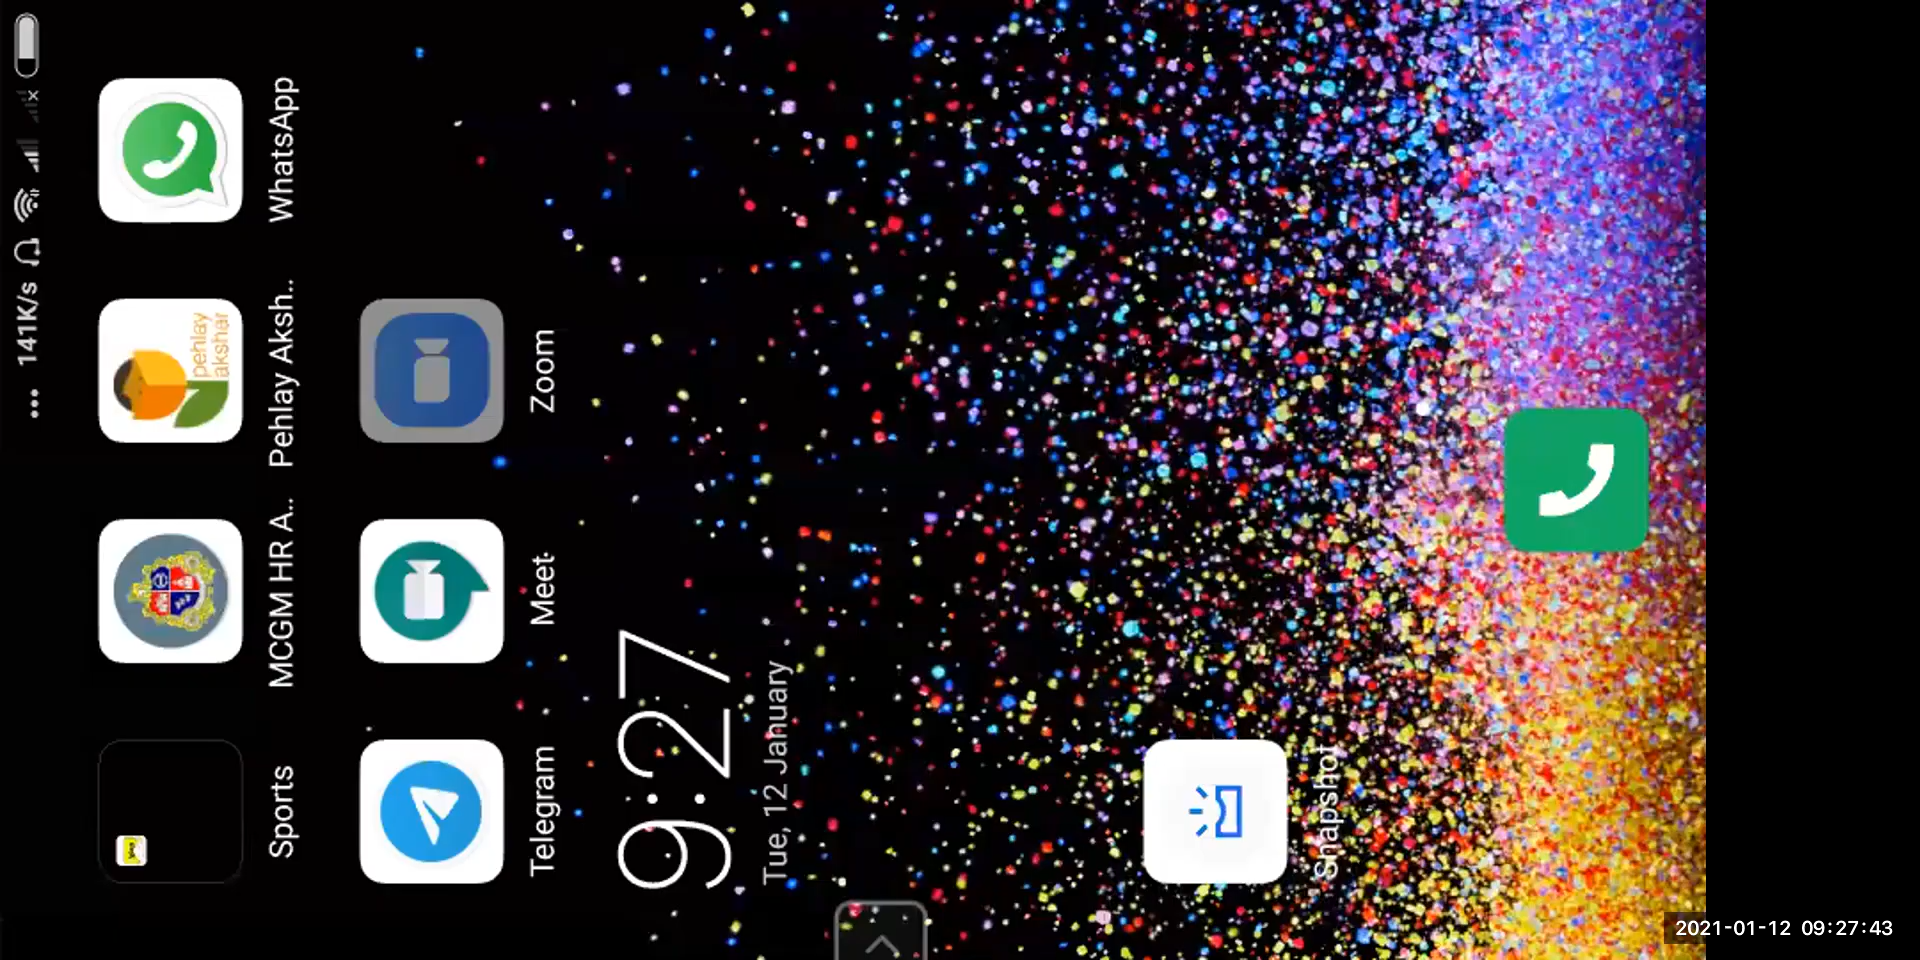 ... 141K/s
Sports
MCGM HR A..
Pehlay Aksh..
pehlay
akshar
WhatsApp
Telegram
Meet
Zoom
9:27
Tue, 12 January
Snapshot
2021-01-12 09:27:43